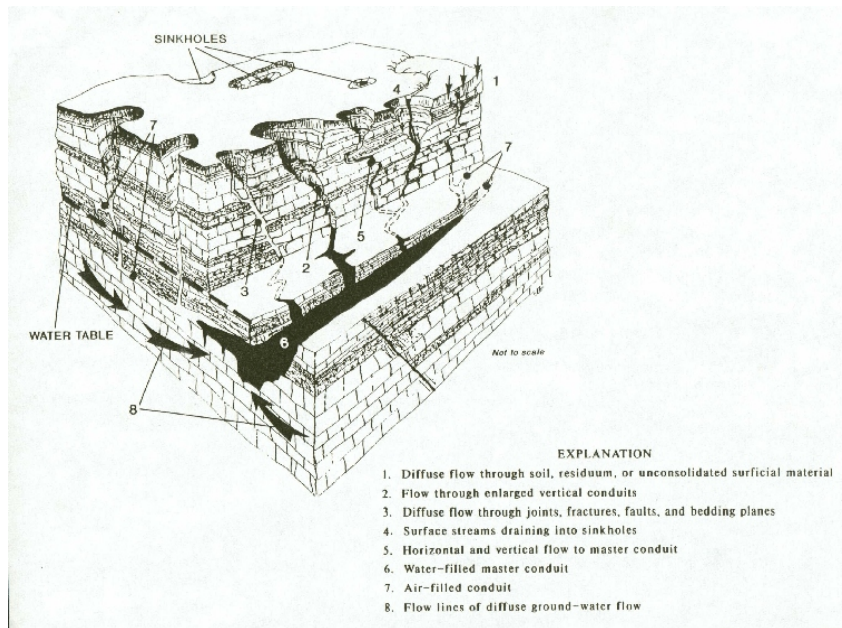 SINKHOLES
4
1
7
7
5
2
3
WATER TABLE
6
Not to scale
8
EXPLANATION
1. Diffuse flow through soil, residuum, or unconsolidated surficial material
2. Flow through enlarged vertical conduits
3. Diffuse flow through joints, fractures, faults, and bedding planes
4. Surface streams draining into sinkholes
5. Horizontal and vertical flow to master conduit
6. Water-filled master conduit
7. Air-filled conduit
8. Flow lines of diffuse ground-water flow